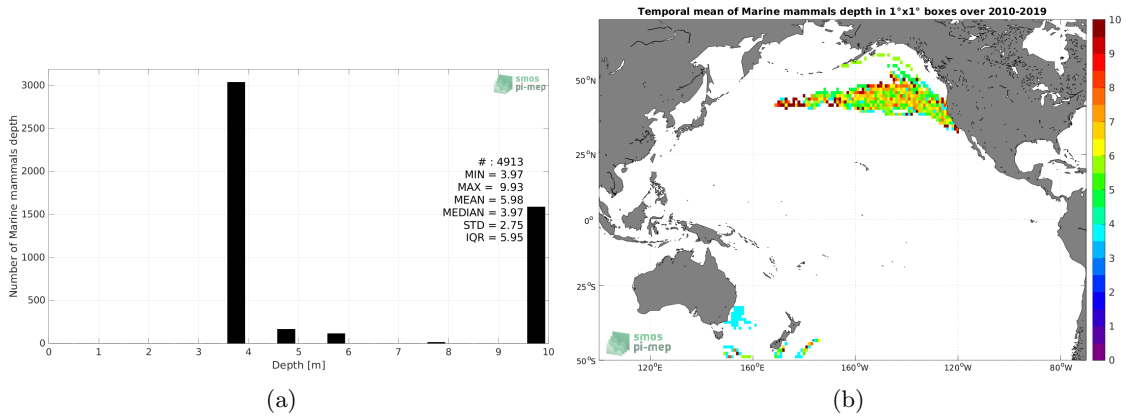 smos
pi-mep
3000
2500
2000
1500
1000
500
0
Number of Marine mammals depth
# : 4913
MIN = 3.97
MAX = 9.93
MEAN = 5.98
MEDIAN = 3.97
STD = 2.75
IQR = 5.95
0 1 2 3 4 5 6 7 8 9 10
Depth [m]
(a)
Temporal mean of Marine mammals depth in 1°x1° boxes over 2010-2019
50°N
25°N
0°
25°S
50°S
120°E 160°E 160°W 120°W 80°W
smos
pi-mep
10
9
8
7
6
5
4
3
2
1
0
(b)